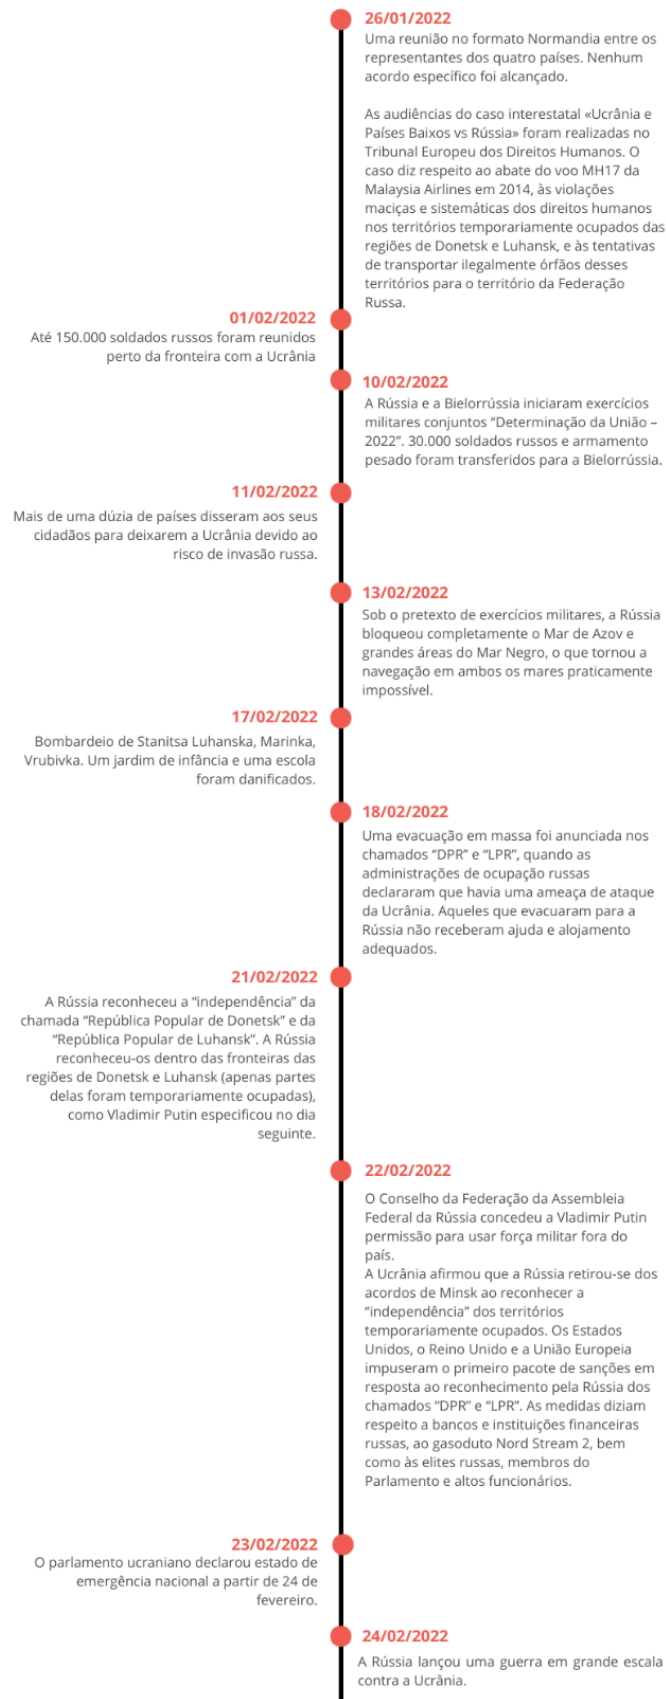 26/01/2022
Uma reunião no formato Normandia entre os
representantes dos quatro países. Nenhum
acordo específico foi alcançado.
As audiências do caso interestatal «Ucrânia e
Países Baixos vs Rússia» foram realizadas no
Tribunal Europeu dos Direitos Humanos. O
caso diz respeito ao abate do voo MH17 da
Malaysia Airlines em 2014, às violações
maciças e sistemáticas dos direitos humanos
nos territórios temporariamente ocupados das
regiões de Donetsk e Luhansk, e às tentativas
de transportar ilegalmente órfãos desses
territórios para o território da Federação
Russa.
01/02/2022
Até 150.000 soldados russos foram reunidos
perto da fronteira com a Ucrânia
10/02/2022
A Rússia e a Bielorrússia iniciaram exercícios
militares conjuntos “Determinação da União –
2022”. 30.000 soldados russos e armamento
pesado foram transferidos para a Bielorrússia.
11/02/2022
Mais de uma dúzia de países disseram aos seus
cidadãos para deixarem a Ucrânia devido ao
risco de invasão russa.
13/02/2022
Sob o pretexto de exercícios militares, a Rússia
bloqueou completamente o Mar de Azov e
grandes áreas do Mar Negro, o que tornou a
navegação em ambos os mares praticamente
impossível.
17/02/2022
Bombardeio de Stanitsa Luhanska, Marinka,
Vrubivka. Um jardim de infância e uma escola
foram danificados.
18/02/2022
Uma evacuação em massa foi anunciada nos
chamados “DPR” e “LPR”, quando as
administrações de ocupação russas
declararam que havia uma ameaça de ataque
da Ucrânia. Aqueles que evacuaram para a
Rússia não receberam ajuda e alojamento
adequados.
21/02/2022
A Rússia reconheceu a “independência” da
chamada “República Popular de Donetsk” e da
“República Popular de Luhansk”. A Rússia
reconheceu-os dentro das fronteiras das
regiões de Donetsk e Luhansk (apenas partes
delas foram temporariamente ocupadas),
como Vladimir Putin especificou no dia
seguinte.
22/02/2022
O Conselho da Federação da Assembleia
Federal da Rússia concedeu a Vladimir Putin
permissão para usar força militar fora do
país.
A Ucrânia afirmou que a Rússia retirou-se dos
acordos de Minsk ao reconhecer a
“independência” dos territórios
temporariamente ocupados. Os Estados
Unidos, o Reino Unido e a União Europeia
impuseram o primeiro pacote de sanções em
resposta ao reconhecimento pela Rússia dos
chamados “DPR” e “LPR”. As medidas diziam
respeito a bancos e instituições financeiras
russas, ao gasoduto Nord Stream 2, bem
como às elites russas, membros do
Parlamento e altos funcionários.
23/02/2022
O parlamento ucraniano declarou estado de
emergência nacional a partir de 24 de
fevereiro.
24/02/2022
A Rússia lançou uma guerra em grande escala
contra a Ucrânia.